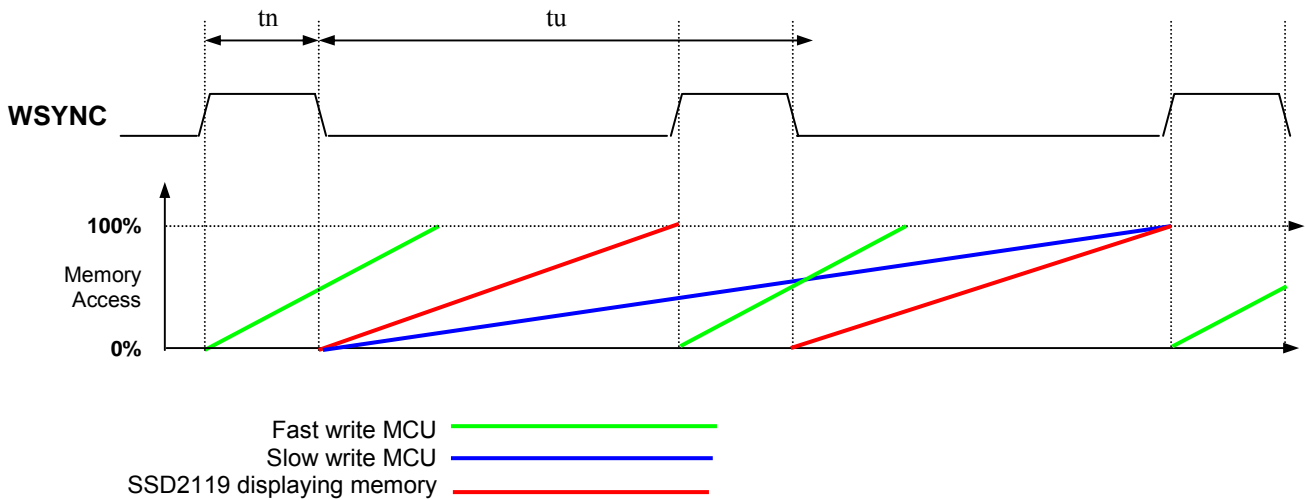 tn
tu
WSYNC
100%
Memory
Access
0%
Fast write MCU
Slow write MCU
SSD2119 displaying memory